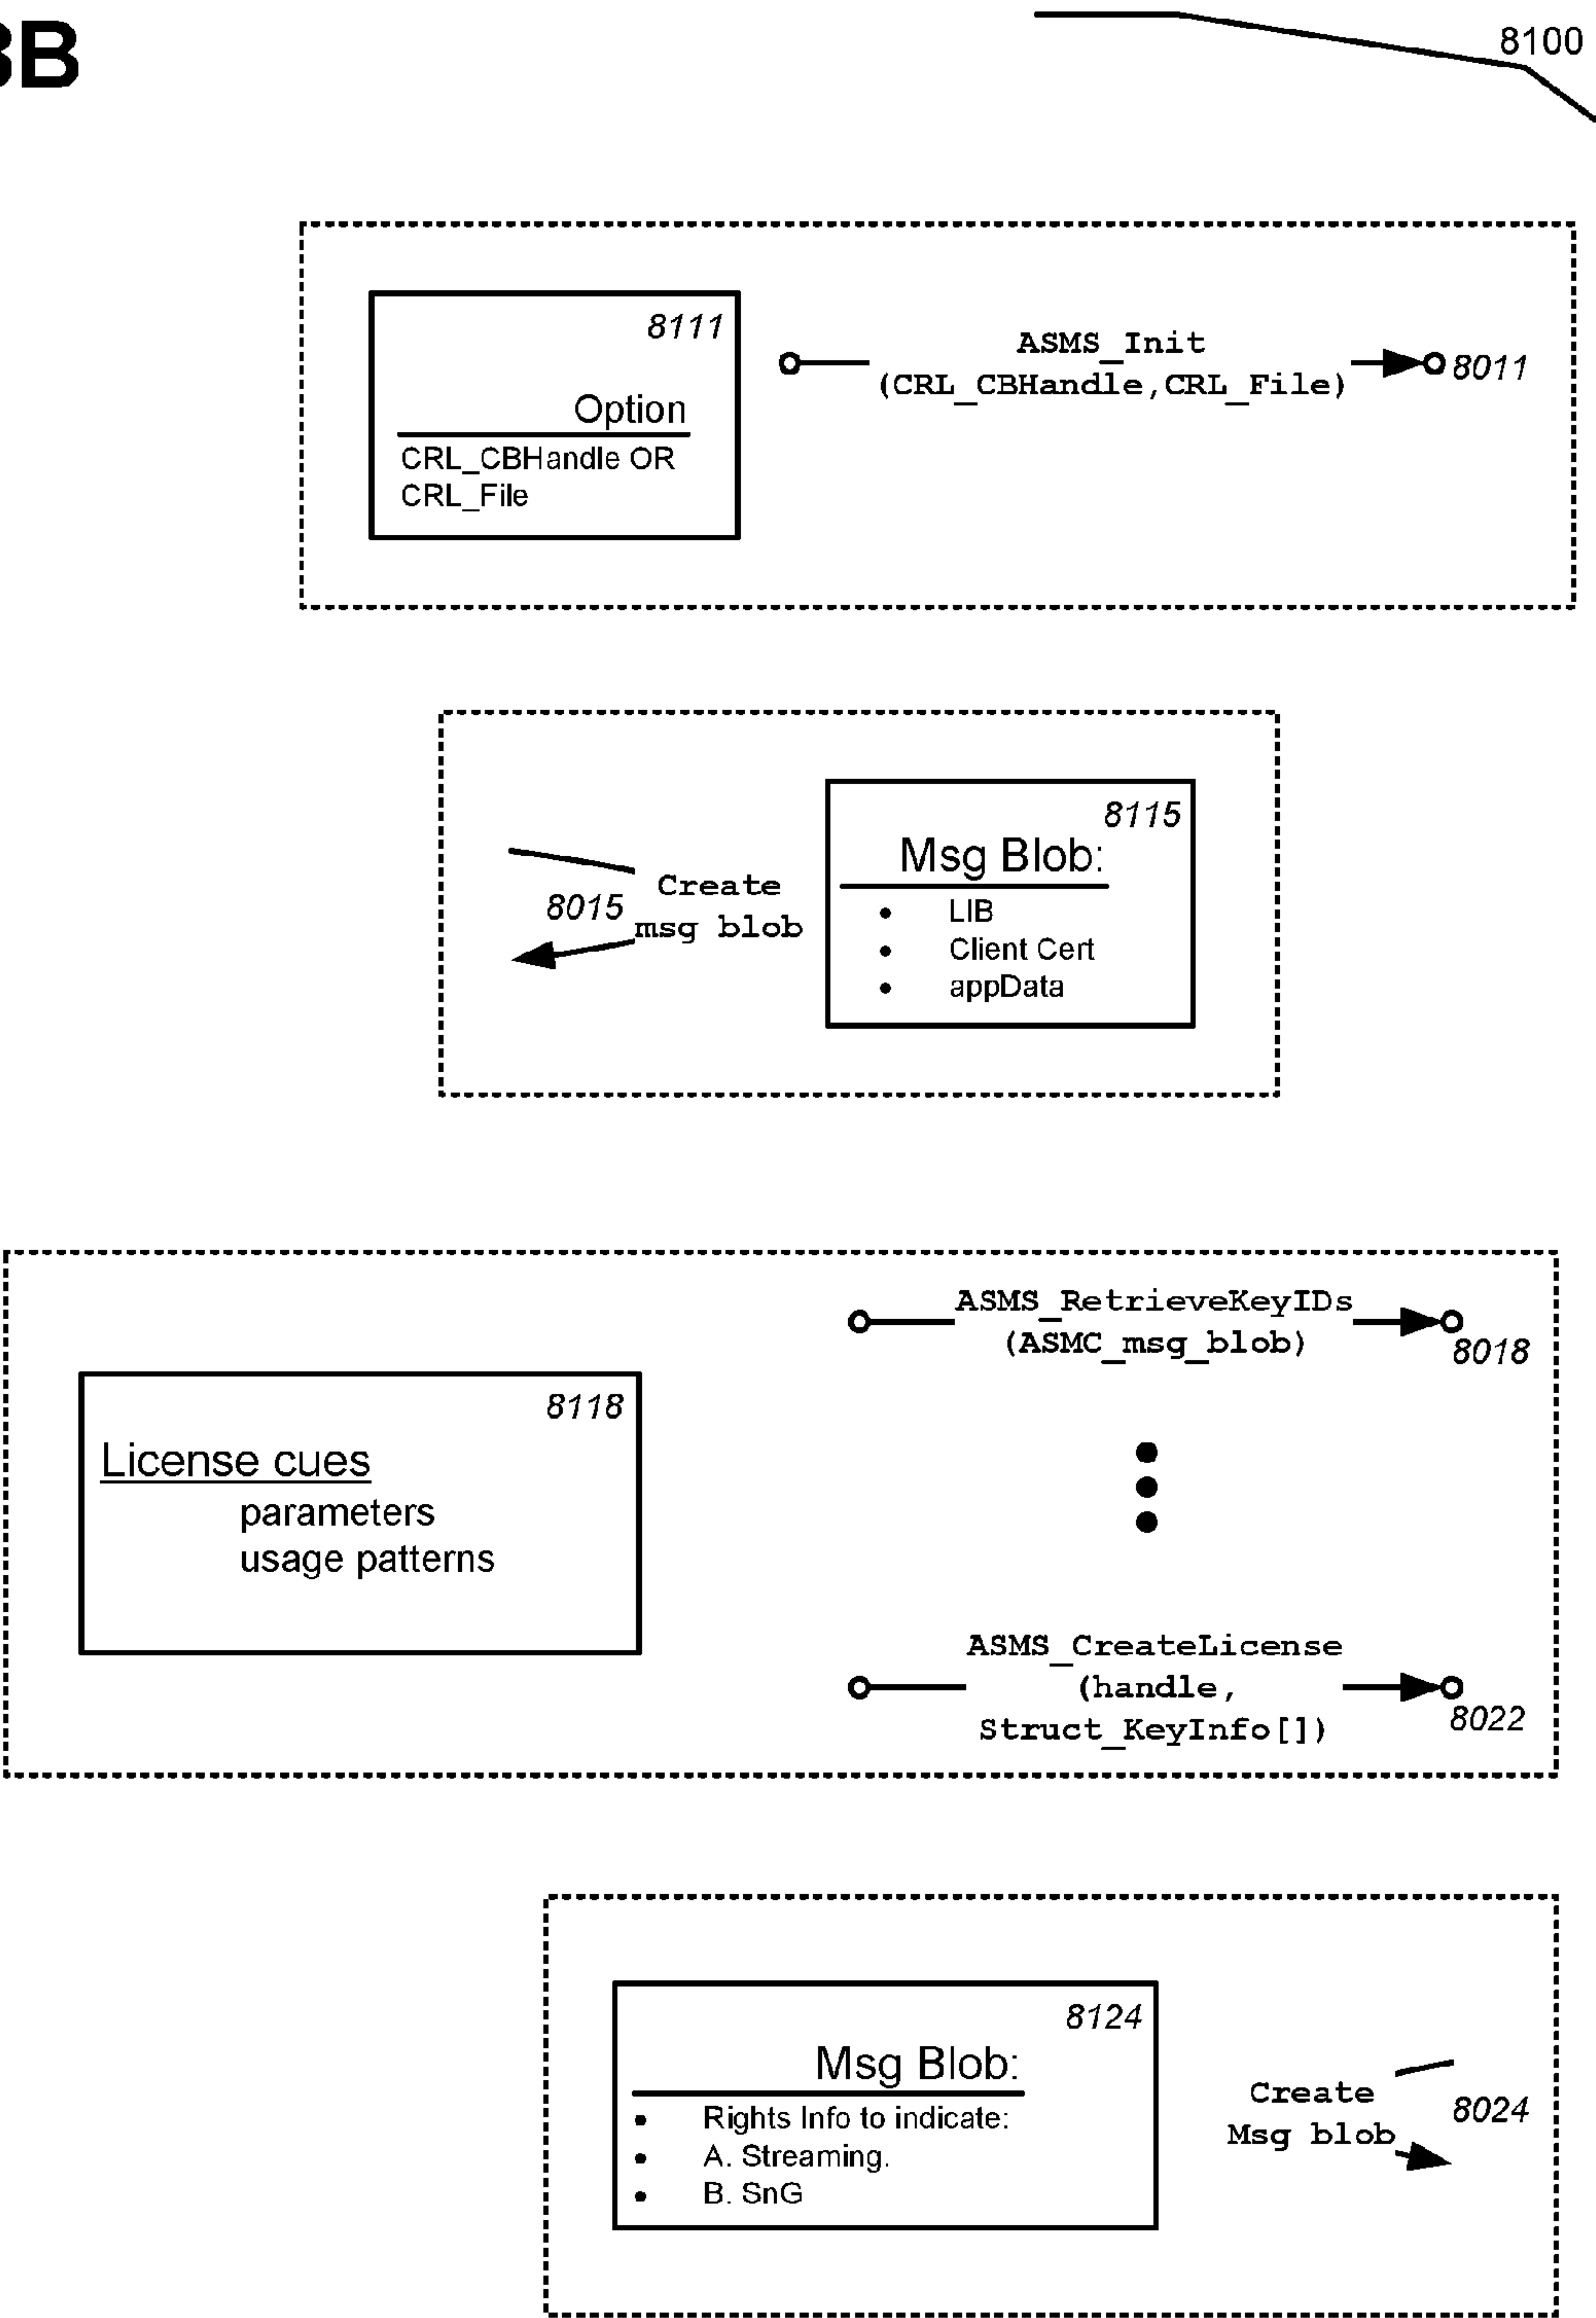 BB
8100
8111
Option
CRL_CBHandle OR
CRL_File
ASMS_Init
(CRL_CBHandle,CRL_File)
8011
8015
Create
msg blob
8115
Msg Blob:
• LIB
• Client Cert
• appData
8118
License cues
parameters
usage patterns
ASMS_RetrieveKeyIDs
(ASMC_msg_blob)
8018
ASMS_CreateLicense
(handle,
Struct_KeyInfo[])
8022
8124
Msg Blob:
• Rights Info to indicate:
• A. Streaming.
• B. SnG
Create
Msg blob
8024